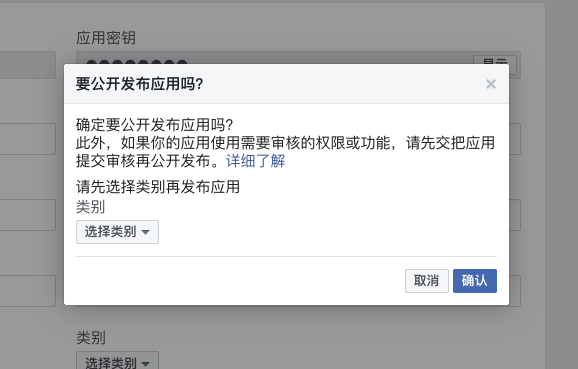 应用密钥
显示
要公开发布应用吗?
确定要公开发布应用吗?
此外，如果你的应用使用需要审核的权限或功能，请先交把应用
提交审核再公开发布。详细了解
请先选择类别再发布应用
类别
选择类别
取消
确认
类别
选择类别